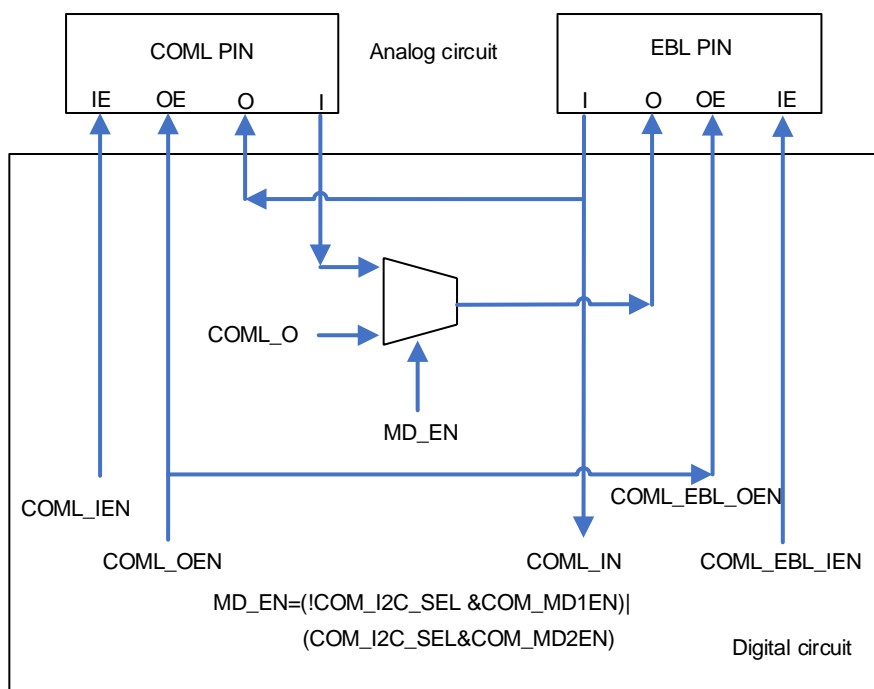 COML PIN
Analog circuit
EBL PIN
IE OE O I
I O OE IE
COML_O
MD_EN
COML_IEN
COML_EBL_OEN
COML_OEN
COML_IN
COML_EBL_IEN
MD_EN=(!COM_I2C_SEL &COM_MD1EN)|
(COM_I2C_SEL&COM_MD2EN)
Digital circuit